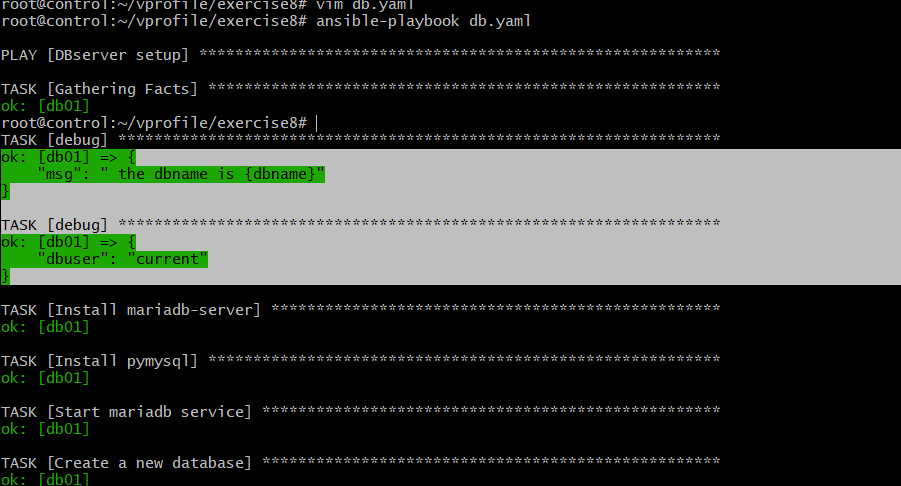 root@control:~/vprofile/exercise8# vim db.yaml
root@control:~/vprofile/exercise8# ansible-playbook db.yaml
PLAY [DBserver setup] **********************************************************
TASK [Gathering Facts] *********************************************************
ok: [db01]
root@control:~/vprofile/exercise8#
TASK [debug] *******************************************************************
ok: [db01] => {
    "msg": " the dbname is {dbname}"
}
TASK [debug] *******************************************************************
ok: [db01] => {
    "dbuser": "current"
}
TASK [Install mariadb-server] **************************************************
ok: [db01]
TASK [Install pymysql] *********************************************************
ok: [db01]
TASK [Start mariadb service] ***************************************************
ok: [db01]
TASK [Create a new database] ***************************************************
ok: [db01]